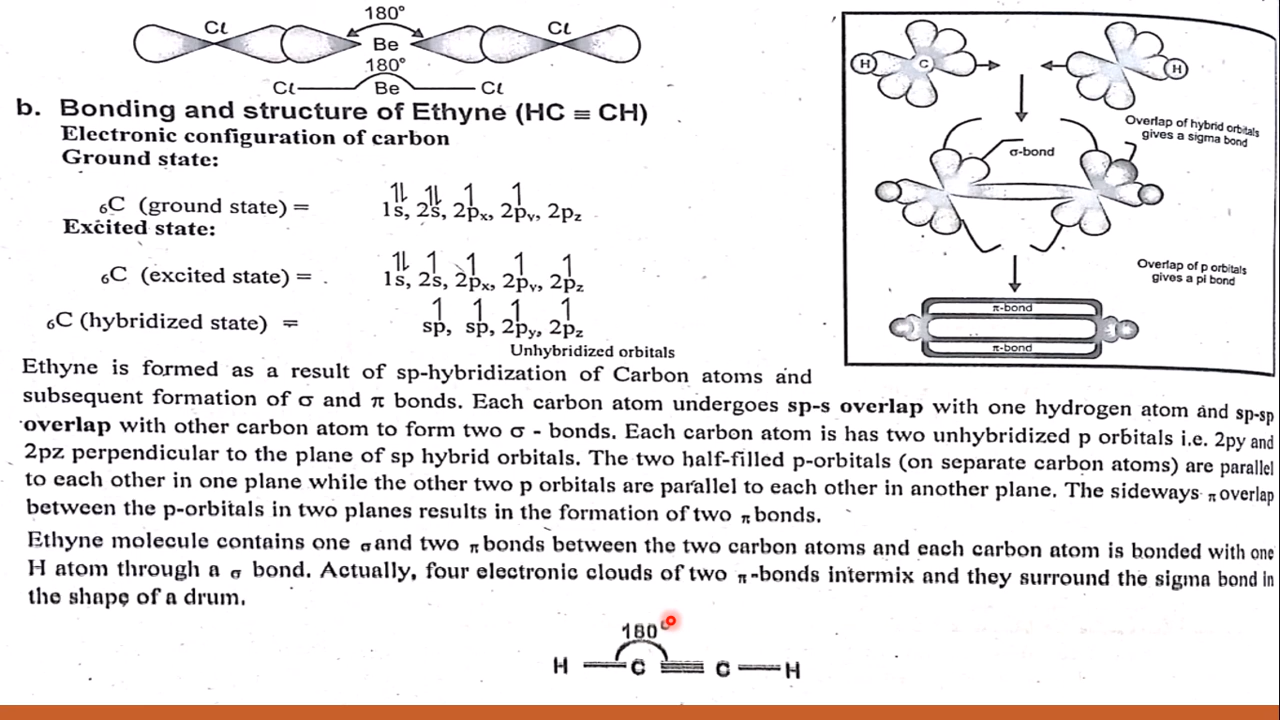 Cl 180° Cl
Be
180°
Cl Be Cl
b. Bonding and structure of Ethyne (HC ≡ CH)
Electronic configuration of carbon
Ground state:
₆C (ground state) = 1s, 2s, 2pₓ, 2pᵧ, 2p_z
Excited state:
₆C (excited state) = 1s, 2s, 2pₓ, 2pᵧ, 2p_z
₆C (hybridized state) = sp, sp, 2pᵧ, 2p_z
Unhybridized orbitals
H C H
Overlap of hybrid orbitals
gives a sigma bond
σ-bond
Overlap of p orbitals
gives a pi bond
π-bond
π-bond
Ethyne is formed as a result of sp-hybridization of Carbon atoms and
subsequent formation of σ and π bonds. Each carbon atom undergoes sp-s overlap with one hydrogen atom and sp-sp
overlap with other carbon atom to form two σ - bonds. Each carbon atom is has two unhybridized p orbitals i.e. 2py and
2pz perpendicular to the plane of sp hybrid orbitals. The two half-filled p-orbitals (on separate carbon atoms) are parallel
to each other in one plane while the other two p orbitals are parallel to each other in another plane. The sideways π overlap
between the p-orbitals in two planes results in the formation of two π bonds.
Ethyne molecule contains one σ and two π bonds between the two carbon atoms and each carbon atom is bonded with one
H atom through a σ bond. Actually, four electronic clouds of two π-bonds intermix and they surround the sigma bond in
the shape of a drum.
180°
H — C ≡ C — H